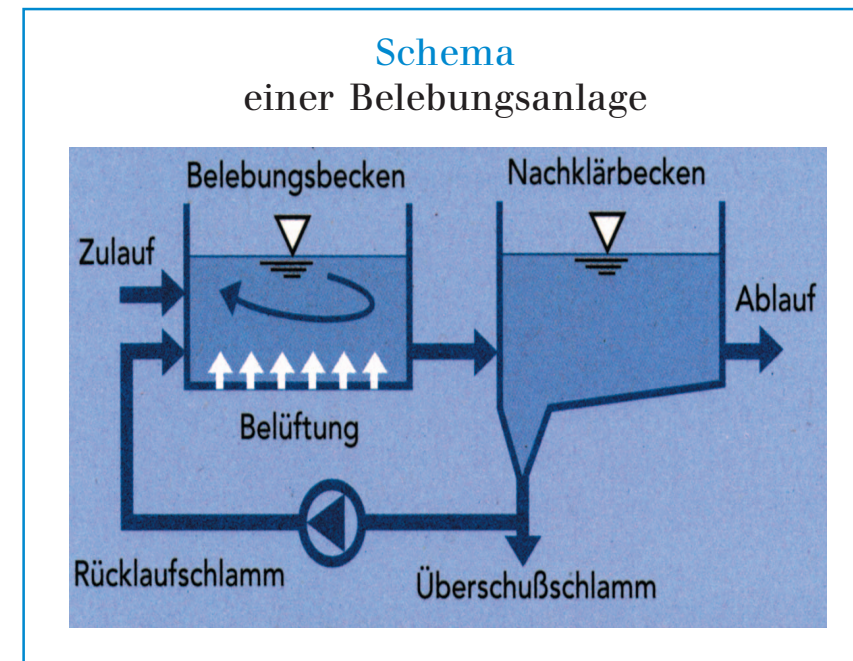 Schema
einer Belebungsanlage
Belebungsbecken
Nachklärbecken
Zulauf
Ablauf
Belüftung
Rücklaufschlamm
Überschußschlamm